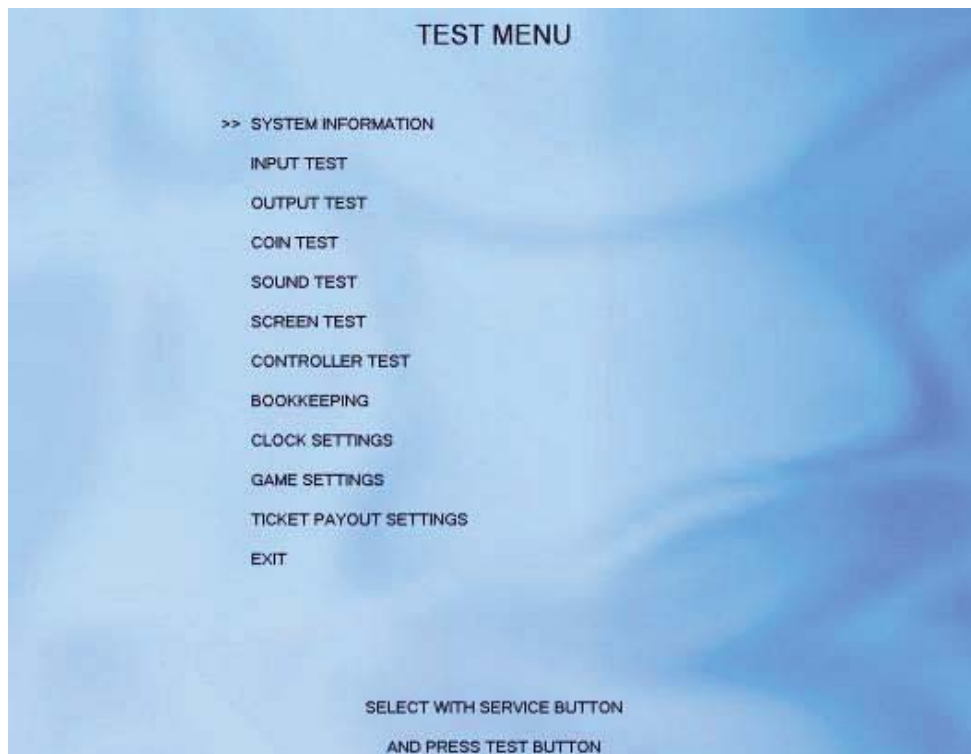 TEST MENU
>> SYSTEM INFORMATION
INPUT TEST
OUTPUT TEST
COIN TEST
SOUND TEST
SCREEN TEST
CONTROLLER TEST
BOOKKEEPING
CLOCK SETTINGS
GAME SETTINGS
TICKET PAYOUT SETTINGS
EXIT
SELECT WITH SERVICE BUTTON
AND PRESS TEST BUTTON